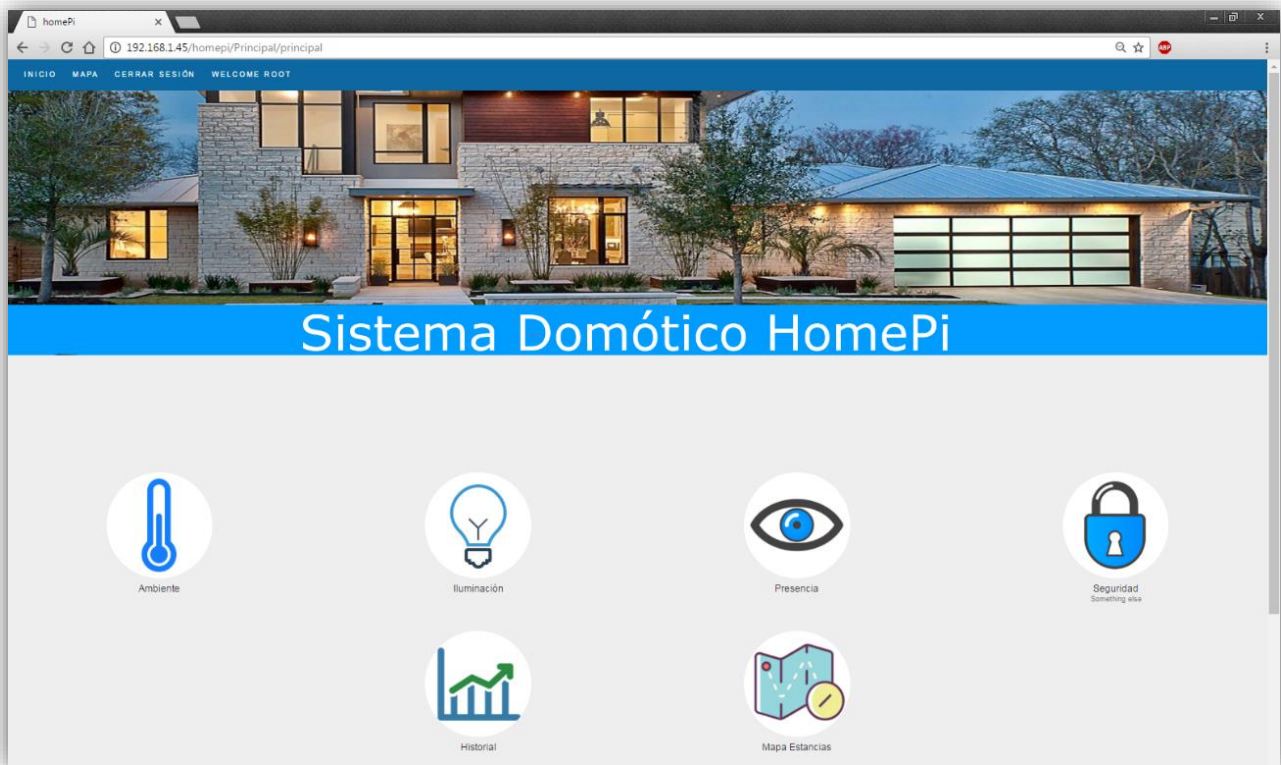 homePi
192.168.1.45/homepi/Principal/principal
ABP
INICIO MAPA CERRAR SESIÓN WELCOME ROOT
Sistema Domótico HomePi
Ambiente
Iluminación
Presencia
Seguridad
Something else
Historial
Mapa Estancias